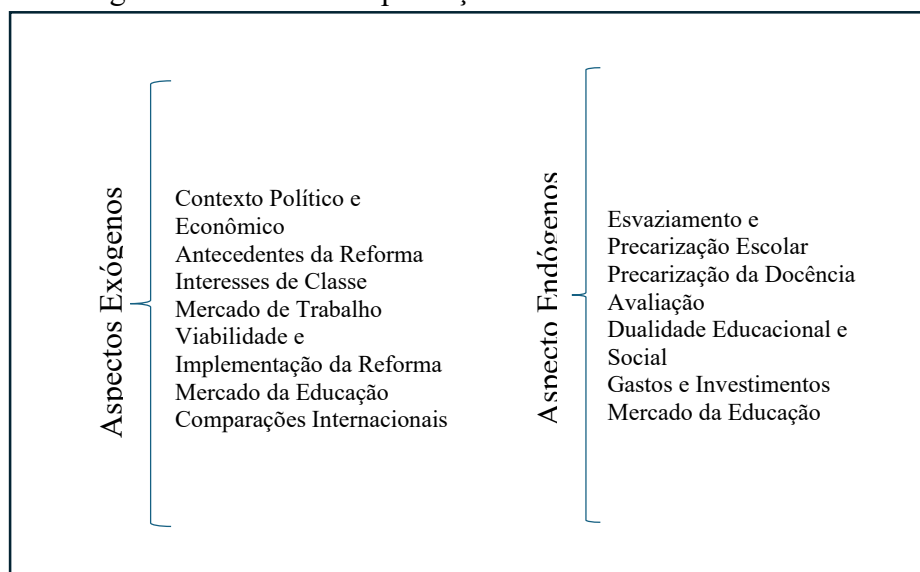 Aspectos Exógenos
Contexto Político e
Econômico
Antecedentes da Reforma
Interesses de Classe
Mercado de Trabalho
Viabilidade e
Implementação da Reforma
Mercado da Educação
Comparações Internacionais
Aspecto Endógenos
Esvaziamento e
Precarização Escolar
Precarização da Docência
Avaliação
Dualidade Educacional e
Social
Gastos e Investimentos
Mercado da Educação